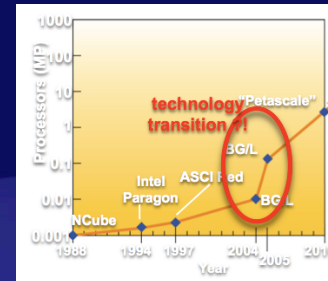 1000
Processors (MP)
100
10
"Petascale"
technology
transition ?!
1
BG/L
0.1
Intel
Paragon
ASCI Red
0.01
BG/L
NCube
0.001
1988
1994
1997
2004
2005
Year